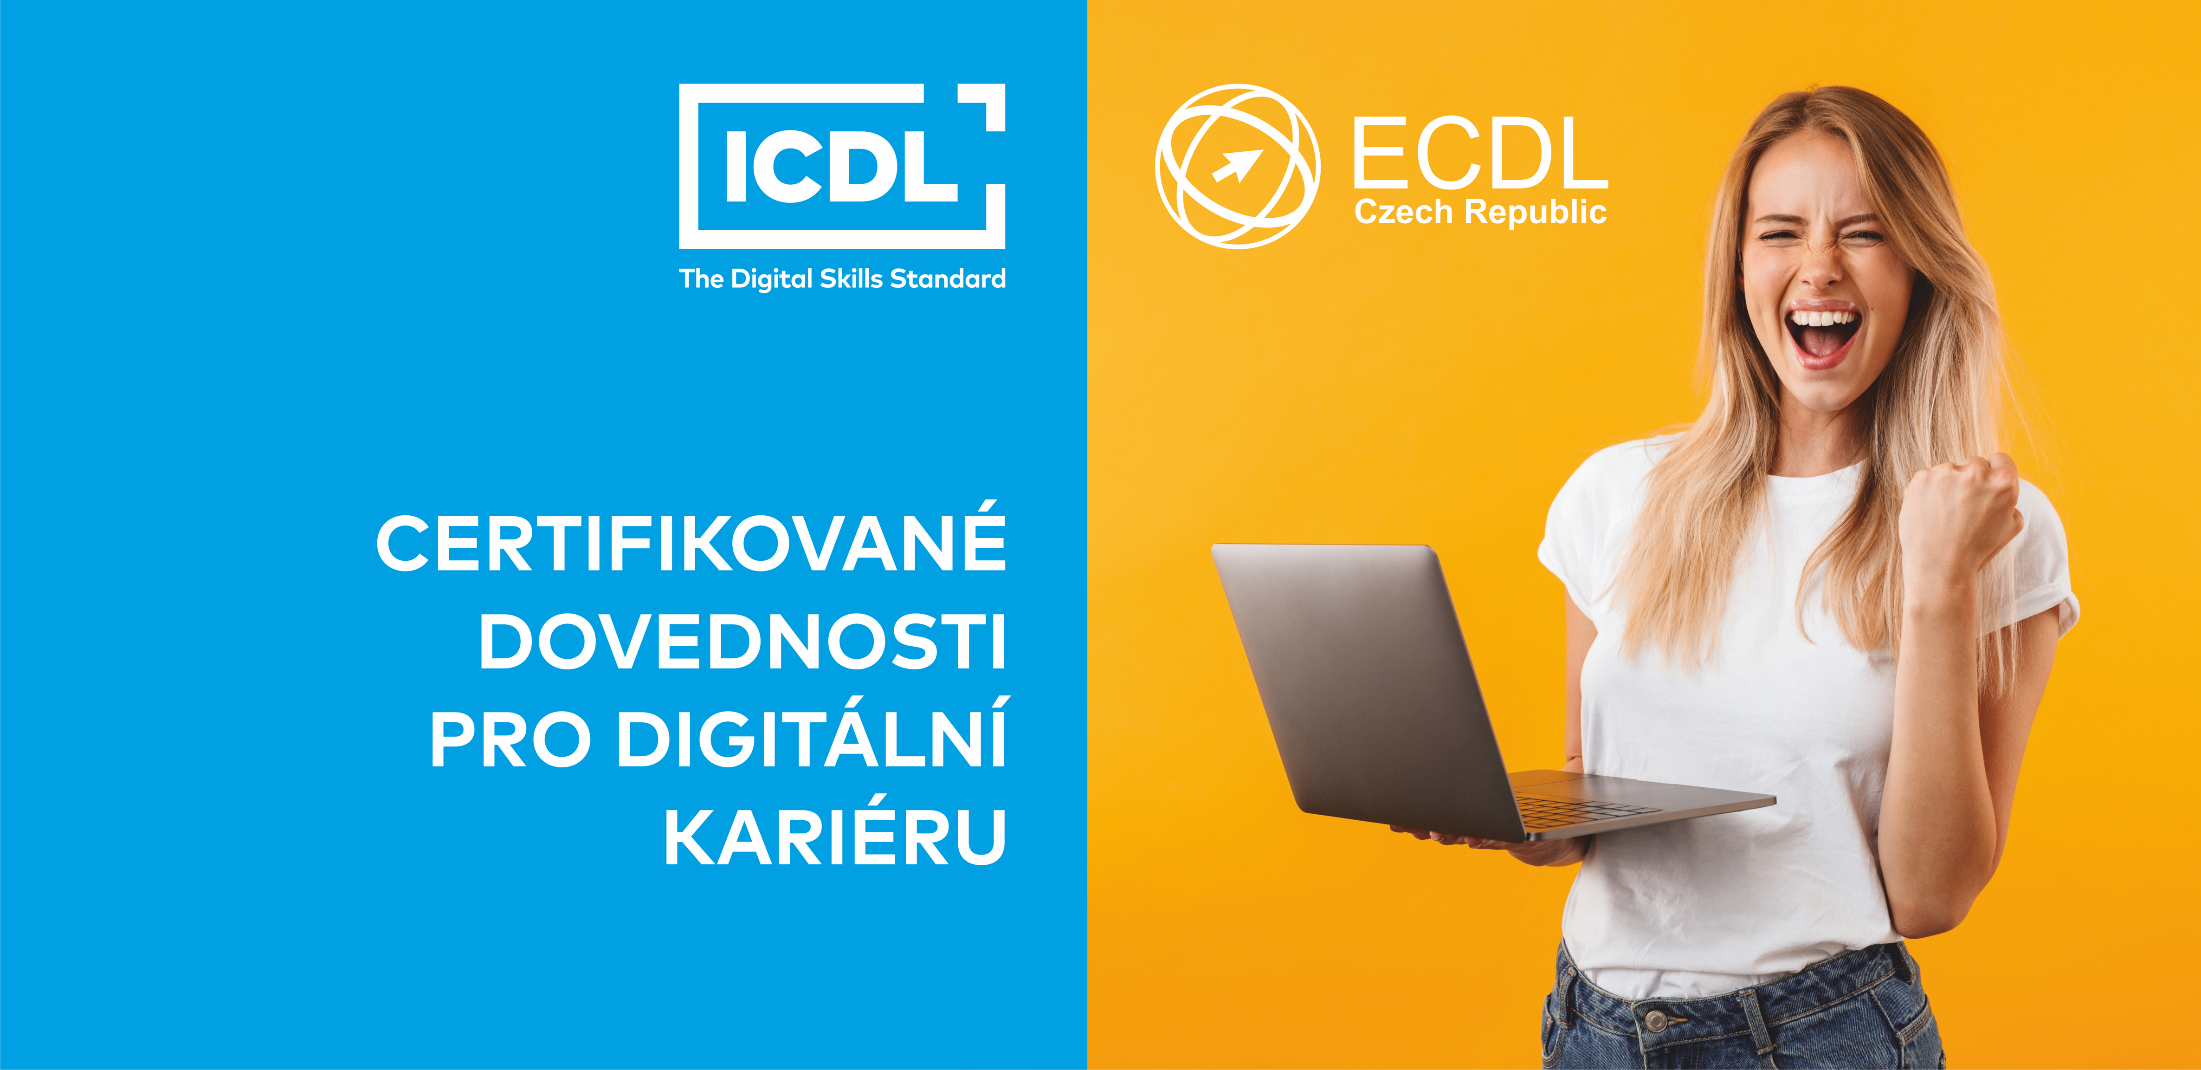 ICDL
The Digital Skills Standard
CERTIFIKOVANÉ
DOVEDNOSTI
PRO DIGITÁLNÍ
KARIÉRU
ECDL
Czech Republic